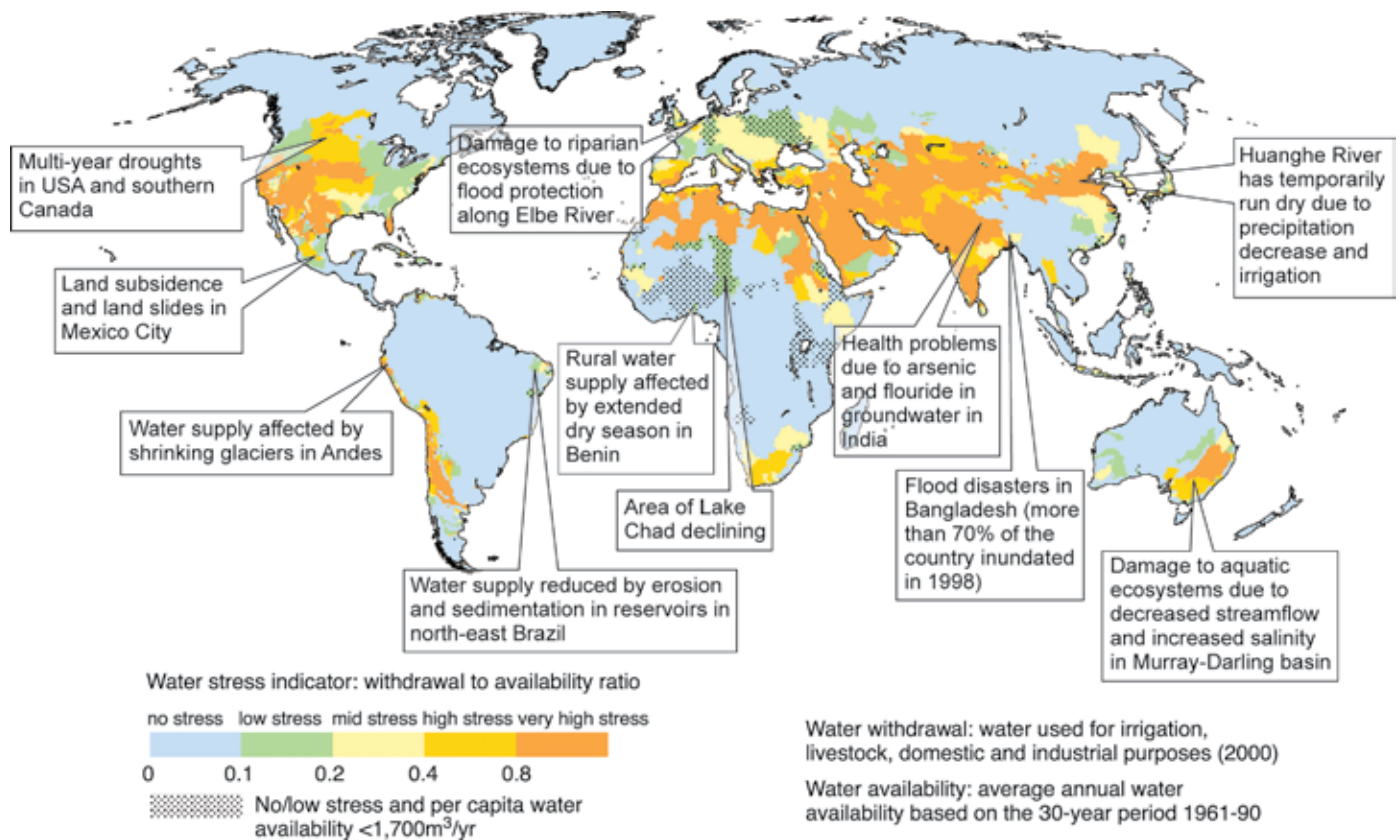 Multi-year droughts
in USA and southern
Canada
Land subsidence
and land slides in
Mexico City
Water supply affected by
shrinking glaciers in Andes
Damage to riparian
ecosystems due to
flood protection
along Elbe River
Rural water
supply affected
by extended
dry season in
Benin
Area of Lake
Chad declining
Water supply reduced by erosion
and sedimentation in reservoirs in
north-east Brazil
Health problems
due to arsenic
and flouride in
groundwater in
India
Huanghe River
has temporarily
run dry due to
precipitation
decrease and
irrigation
Flood disasters in
Bangladesh (more
than 70% of the
country inundated
in 1998)
Damage to aquatic
ecosystems due to
decreased streamflow
and increased salinity
in Murray-Darling basin
Water stress indicator: withdrawal to availability ratio
no stress low stress mid stress high stress very high stress
0 0.1 0.2 0.4 0.8
No/low stress and per capita water
availability <1,700m³/yr
Water withdrawal: water used for irrigation,
livestock, domestic and industrial purposes (2000)
Water availability: average annual water
availability based on the 30-year period 1961-90